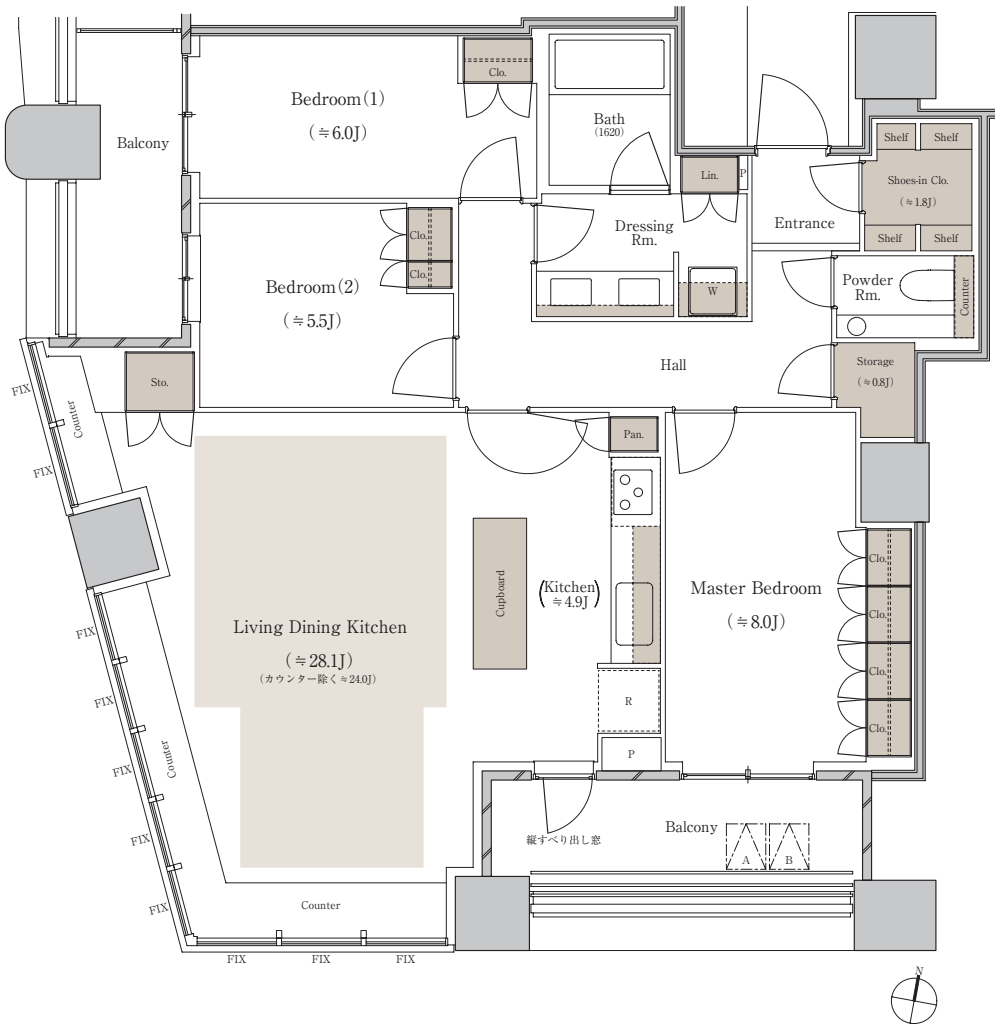 Bedroom(1)
(≒6.0J)
Clo.
Bath
(1620)
Balcony
Lin.
P
Shelf
Shelf
Shoes-in Clo.
(≒1.8J)
Shelf
Shelf
Entrance
Dressing
Rm.
W
Powder
Rm.
Counter
Clo.
Clo.
Bedroom(2)
(≒5.5J)
Hall
Storage
(≒0.8J)
Sto.
FIX
Counter
FIX
Pan.
Cupboard
(Kitchen)
≒4.9J
Master Bedroom
(≒8.0J)
Clo.
Clo.
Clo.
Clo.
Living Dining Kitchen
(≒28.1J)
(カウンター除く≒24.0J)
FIX
FIX
FIX
FIX
FIX
Counter
R
P
縦すべり出し窓
Balcony
A
B
Counter
FIX
FIX
FIX
N